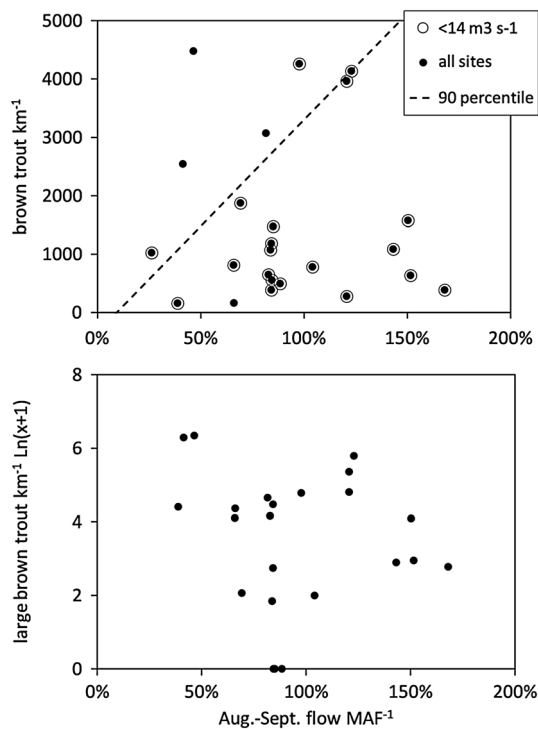 5000
4000
3000
2000
1000
0
brown trout km-1
<14 m3 s-1
all sites
90 percentile
0% 50% 100% 150% 200%
8
6
4
2
0
large brown trout km-1 Ln(x+1)
0% 50% 100% 150% 200%
Aug.-Sept. flow MAF-1